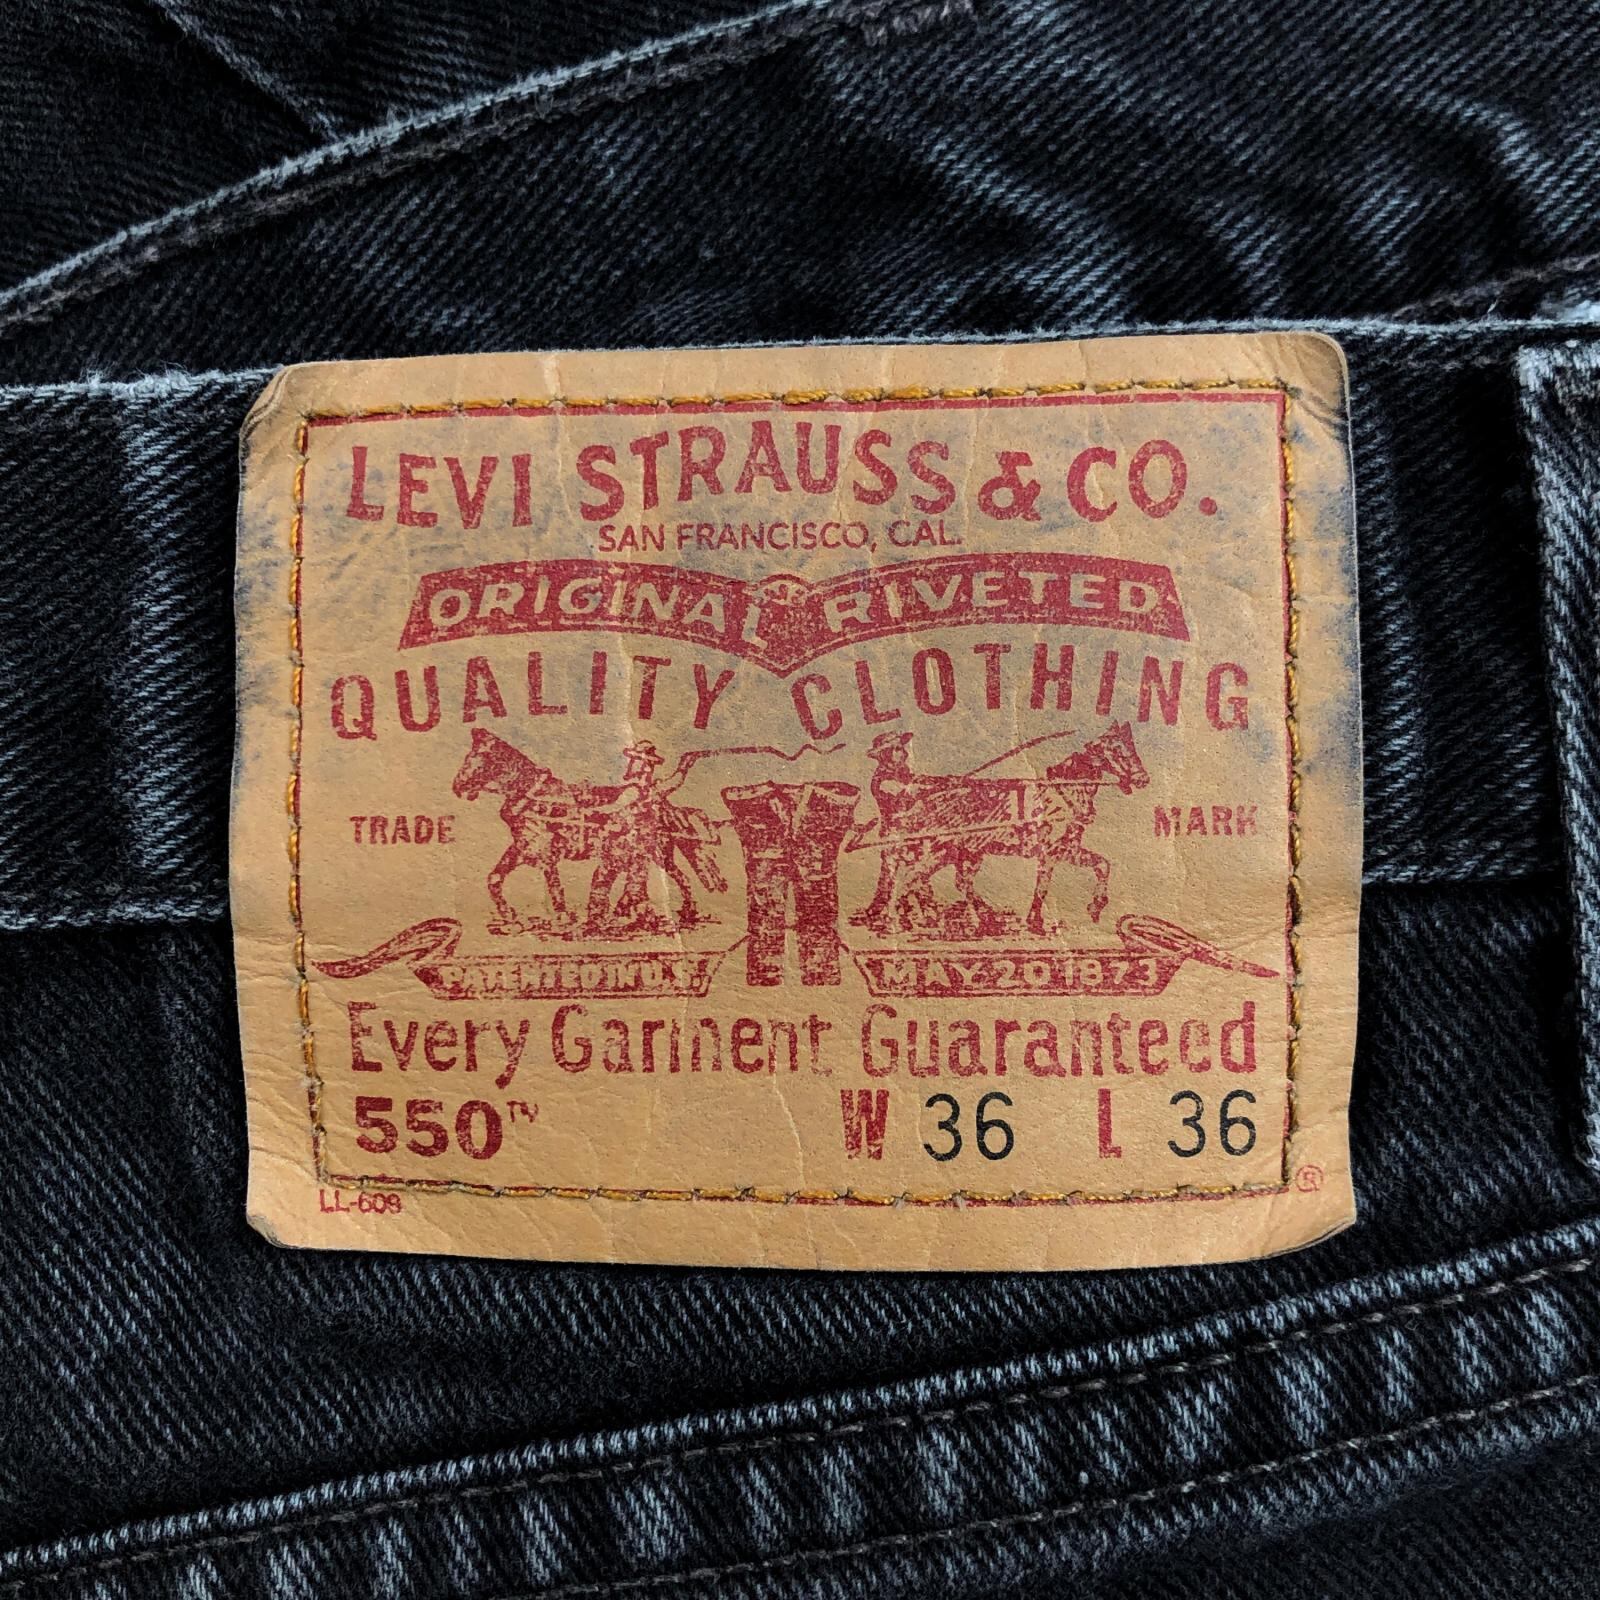 LEVI STRAUSS & CO.
SAN FRANCISCO, CAL.
ORIGINAL RIVETED
QUALITY CLOTHING
TRADE MARK
PATENTED IN U.S. MAY 20 1873
Every Garment Guaranteed
550™ W 36 L 36
LL-609 ®